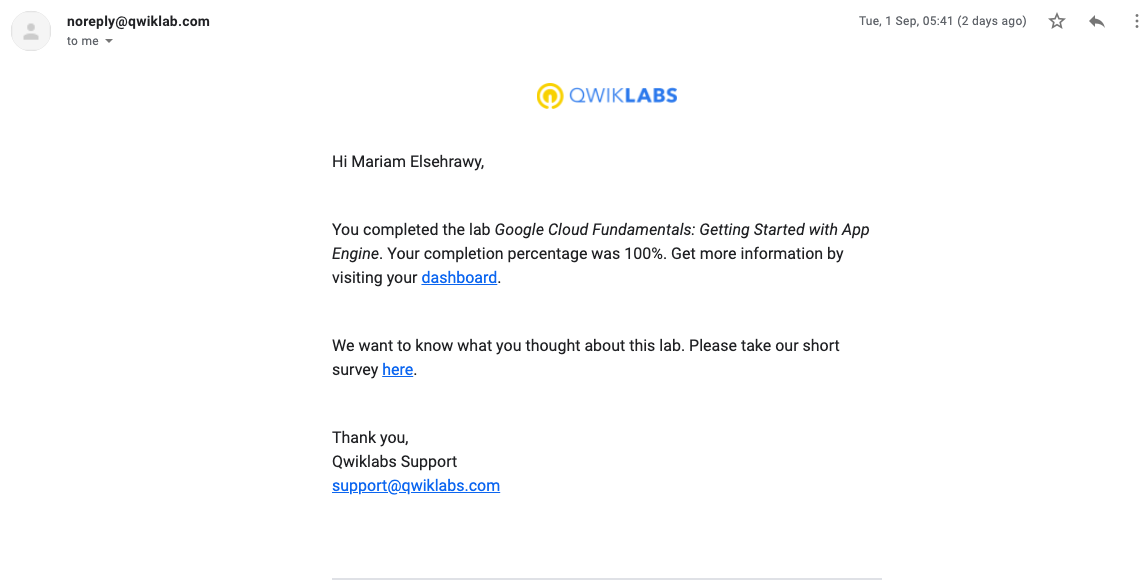 noreply@qwiklab.com
Tue, 1 Sep, 05:41 (2 days ago)
to me
QWIKLABS
Hi Mariam Elsehrawy,
You completed the lab Google Cloud Fundamentals: Getting Started with App
Engine. Your completion percentage was 100%. Get more information by
visiting your dashboard.
We want to know what you thought about this lab. Please take our short
survey here.
Thank you,
Qwiklabs Support
support@qwiklabs.com